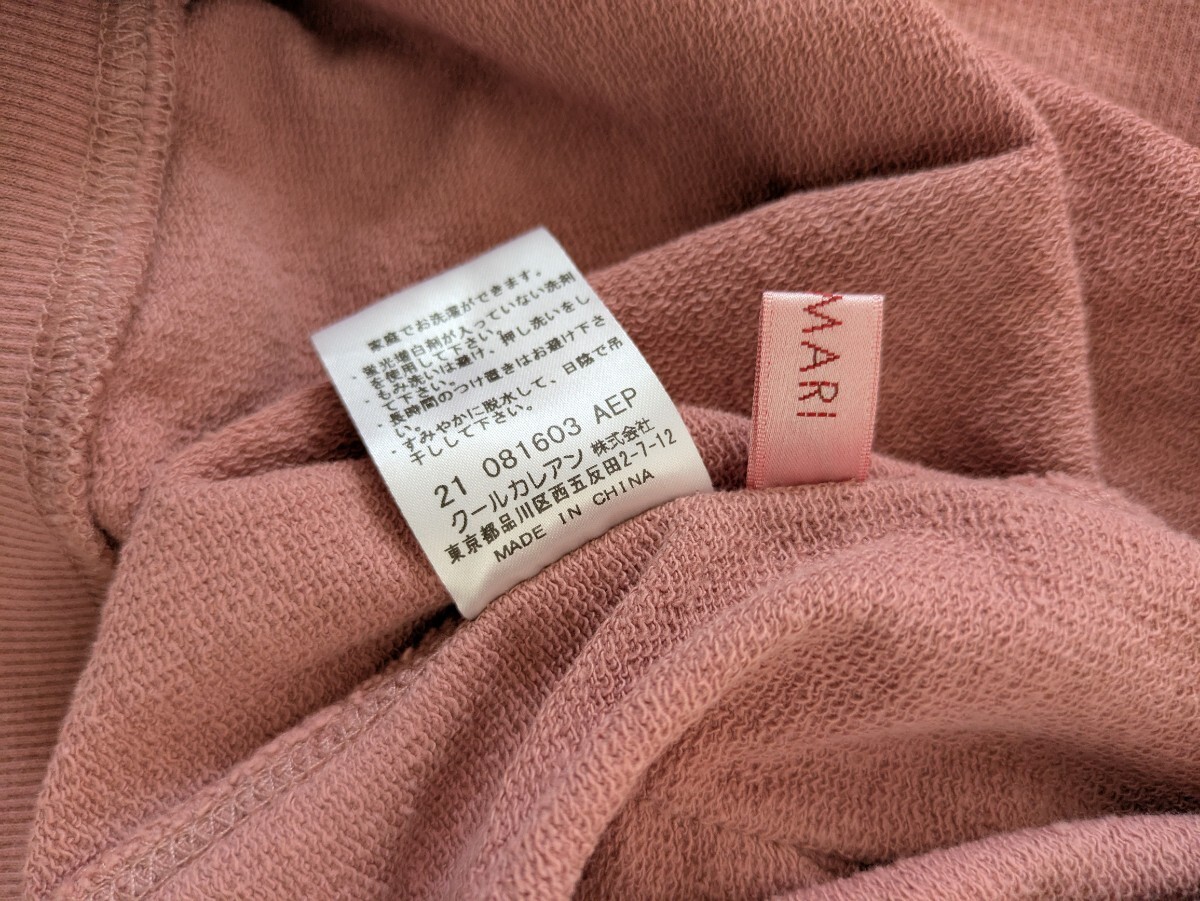 家庭でお洗濯ができます。
・蛍光増白剤が入っていない洗剤
を使用して下さい。
・もみ洗いは避け、押し洗いをし
て下さい。
・長時間のつけ置きはお避け下さ
い。
・すみやかに脱水して、日陰で吊
干しして下さい。
21 081603 AEP
クールカレアン 株式会社
東京都品川区西五反田2-7-12
MADE IN CHINA
MARI